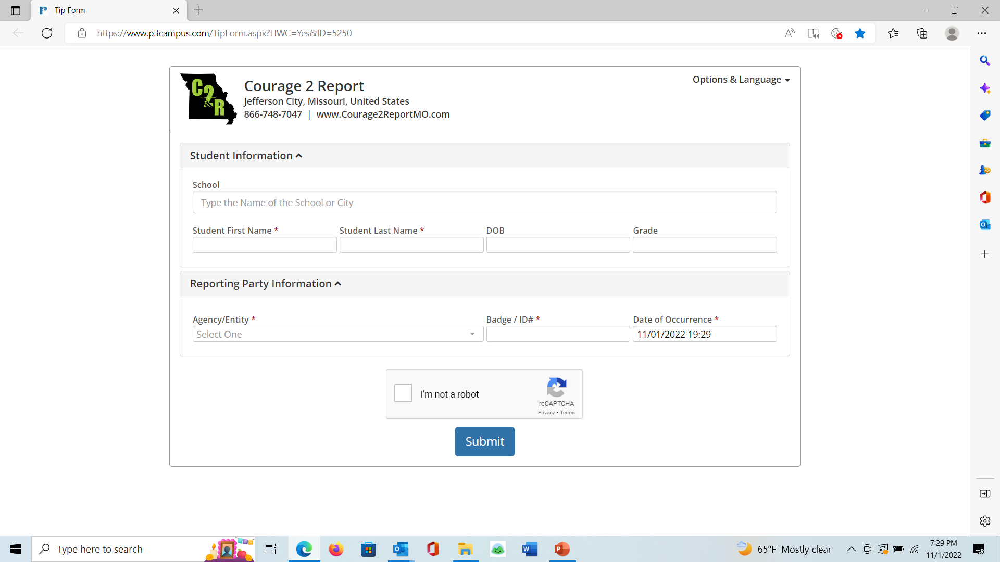 Tip Form
https://www.p3campus.com/TipForm.aspx?HWC=Yes&ID=5250
C2R
Courage 2 Report
Jefferson City, Missouri, United States
866-748-7047 | www.Courage2ReportMO.com
Options & Language
Student Information
School
Type the Name of the School or City
Student First Name * Student Last Name * DOB Grade
Reporting Party Information
Agency/Entity * Badge / ID# * Date of Occurrence *
Select One 11/01/2022 19:29
I'm not a robot
reCAPTCHA
Privacy - Terms
Submit
Type here to search
65°F Mostly clear
7:29 PM
11/1/2022